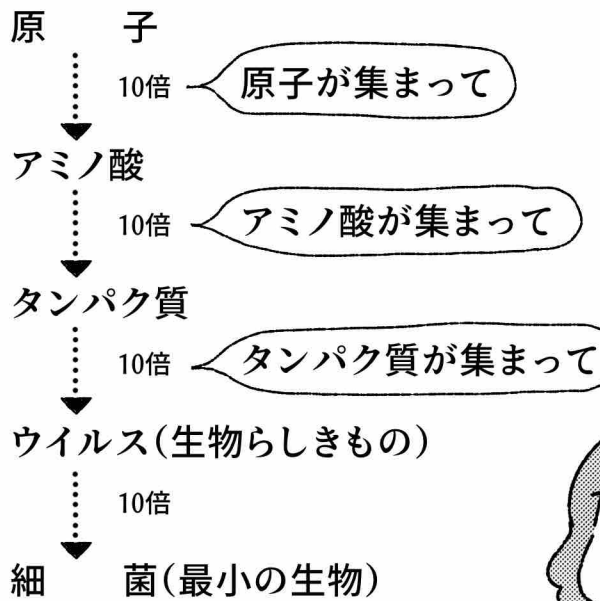 原　　子
10倍
原子が集まって
アミノ酸
10倍
アミノ酸が集まって
タンパク質
10倍
タンパク質が集まって
ウイルス（生物らしきもの）
10倍
細　　菌（最小の生物）